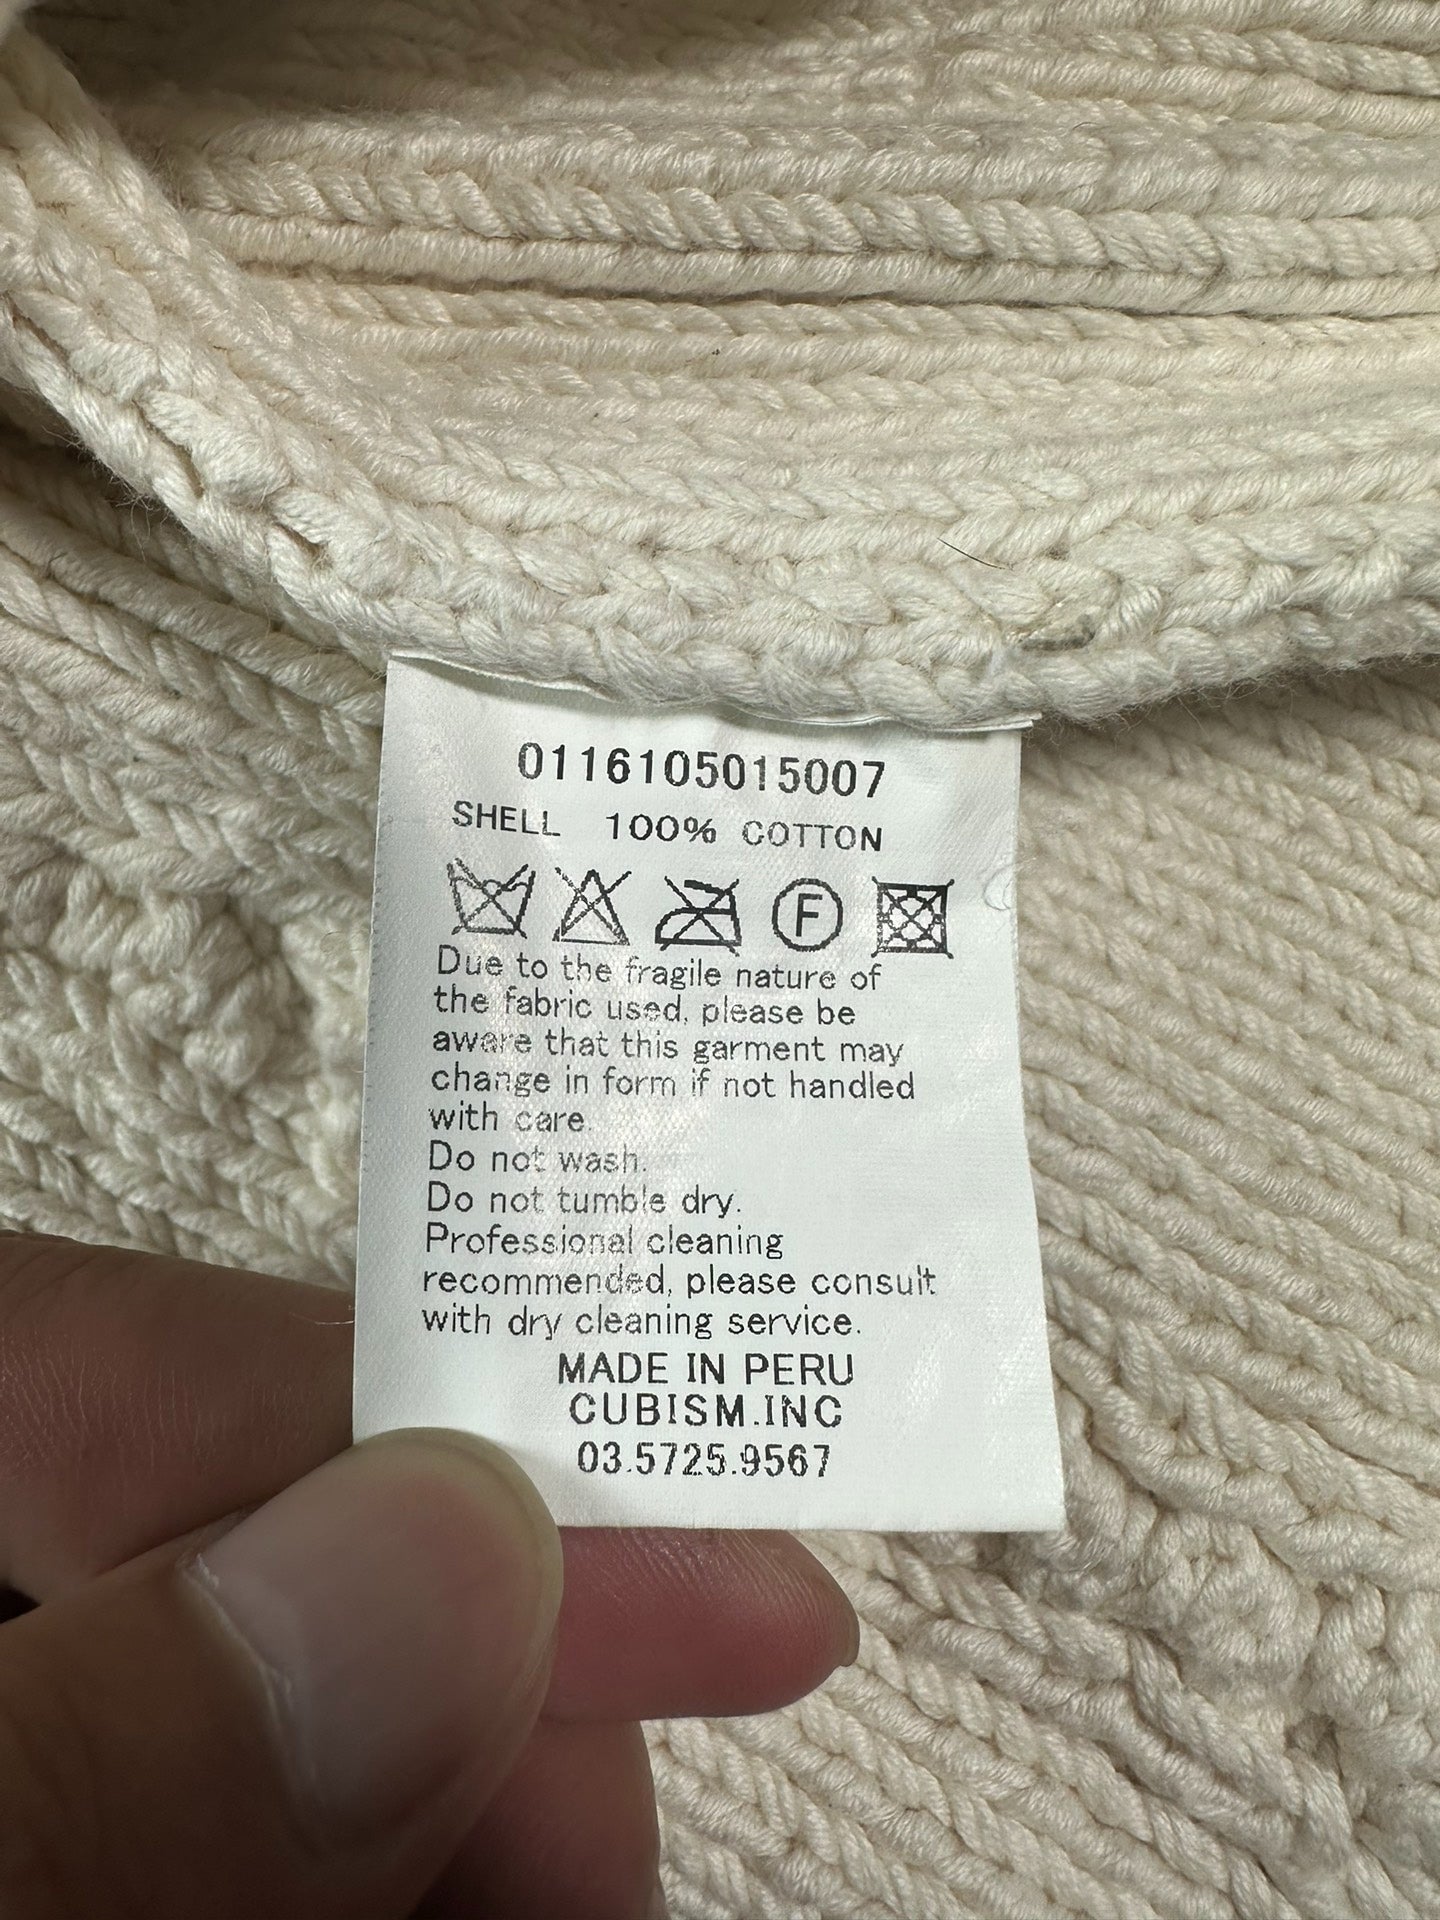 0116105015007
SHELL 100% COTTON
F
Due to the fragile nature of
the fabric used, please be
aware that this garment may
change in form if not handled
with care.
Do not wash.
Do not tumble dry.
Professional cleaning
recommended, please consult
with dry cleaning service.
MADE IN PERU
CUBISM.INC
03.5725.9567